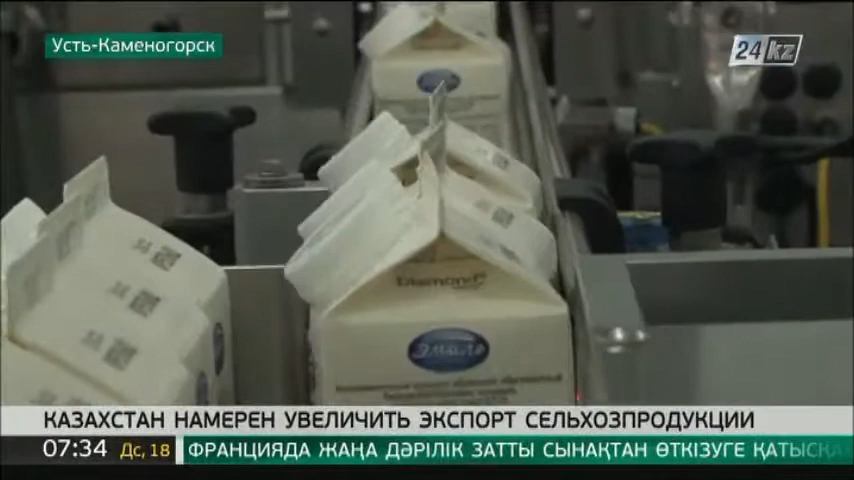 Усть-Каменогорск
24kz
Diamond
Эмиль
КАЗАХСТАН НАМЕРЕН УВЕЛИЧИТЬ ЭКСПОРТ СЕЛЬХОЗПРОДУКЦИИ
07:34 Дс, 18 ФРАНЦИЯДА ЖАҢА ДӘРІЛІК ЗАТТЫ СЫНАҚТАН ӨТКІЗУГЕ ҚАТЫСҚА